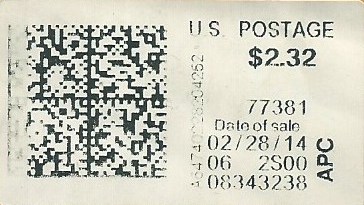 U.S. POSTAGE
$2.32
77381
Date of sale
02/28/14
06 2S00
08343238
APC